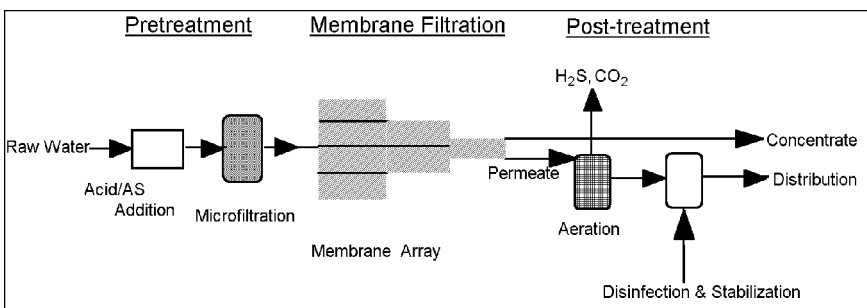 Pretreatment
Membrane Filtration
Post-treatment
H₂S, CO₂
Raw Water
Concentrate
Permeate
Distribution
Acid/AS
Addition
Microfiltration
Aeration
Membrane Array
Disinfection & Stabilization